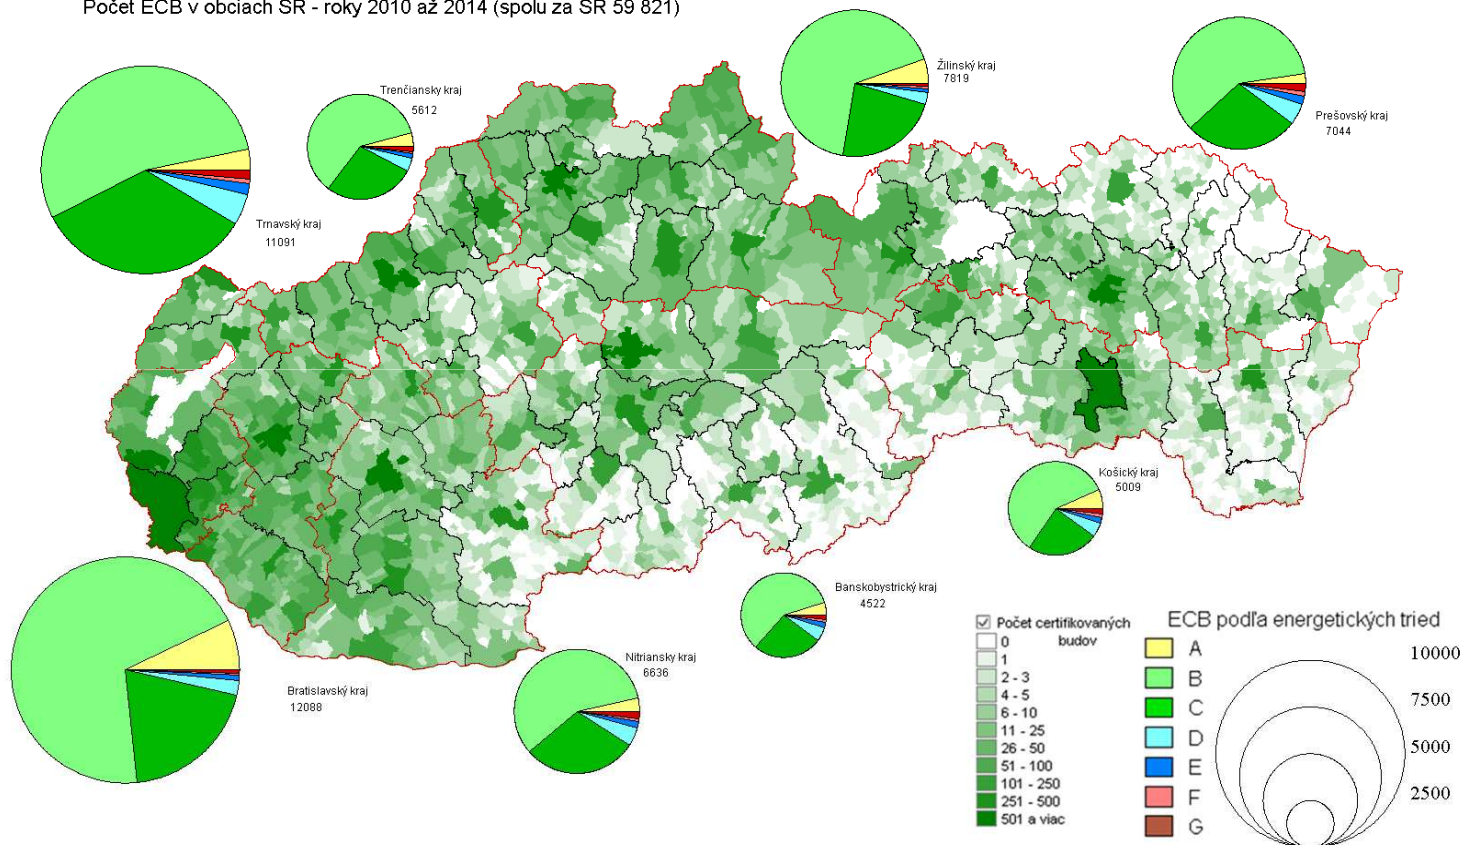 Počet ECB v obciach SR - roky 2010 až 2014 (spolu za SR 59 821)
Trenčiansky kraj
5612
Žilinský kraj
7819
Prešovský kraj
7044
Trnavský kraj
11091
Košický kraj
5009
Banskobystrický kraj
4522
Nitriansky kraj
6636
Bratislavský kraj
12088
Počet certifikovaných
budov
0
1
2 - 3
4 - 5
6 - 10
11 - 25
26 - 50
51 - 100
101 - 250
251 - 500
501 a viac
ECB podľa energetických tried
A
B
C
D
E
F
G
10000
7500
5000
2500